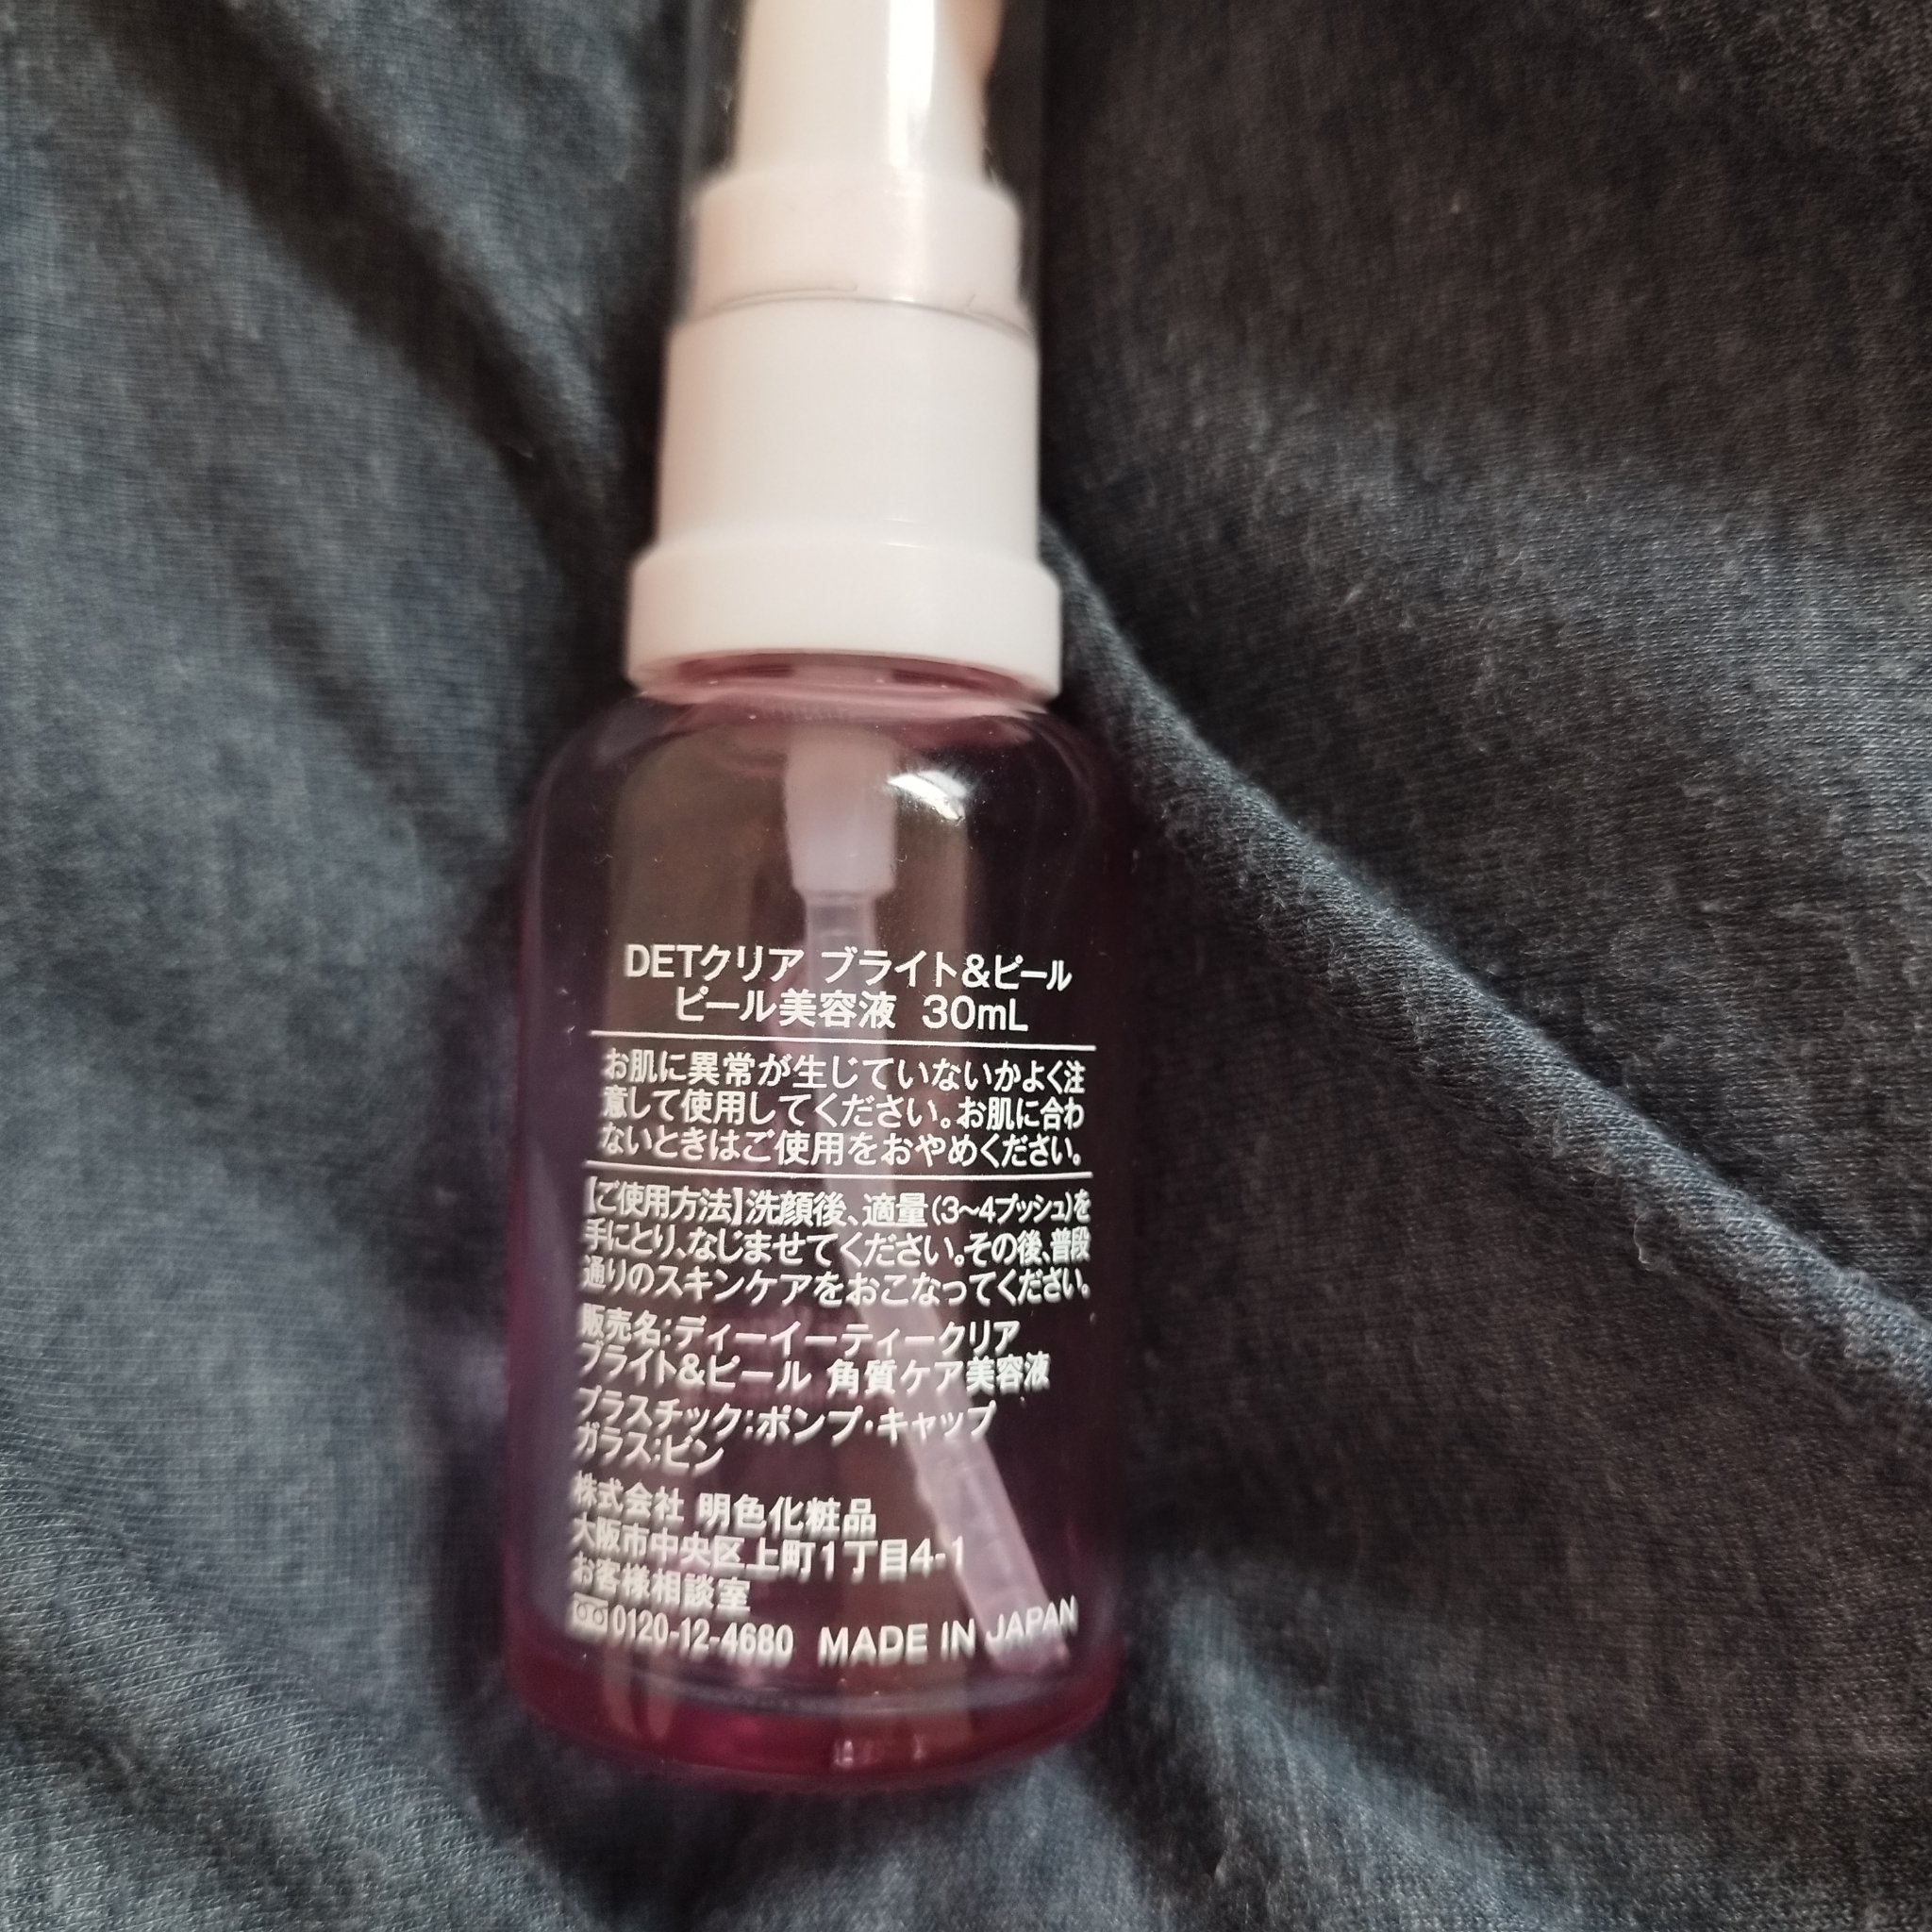 DETクリア ブライト&ピール
ピール美容液 30mL
お肌に異常が生じていないかよく注
意して使用してください。お肌に合わ
ないときはご使用をおやめください。
【ご使用方法】洗顔後、適量(3~4プッシュ)を
手にとり、なじませてください。その後、普段
通りのスキンケアをおこなってください。
販売名:ディーイーティークリア
ブライト&ピール 角質ケア美容液
プラスチック:ポンプ・キャップ
ガラス:ビン
株式会社 明色化粧品
大阪市中央区上町1丁目4-1
お客様相談室
0120-12-4680 MADE IN JAPAN